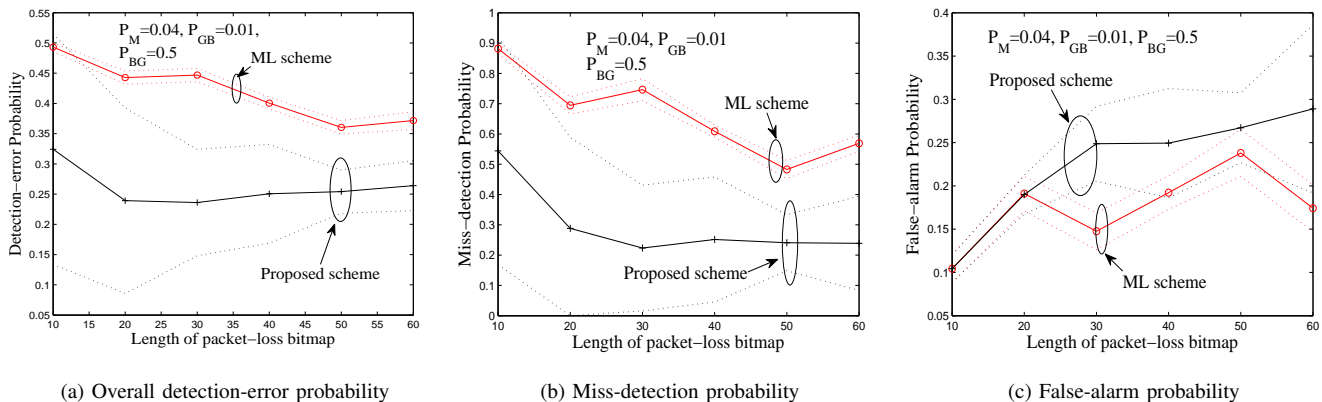 0.55
0.5
0.45
0.4
0.35
0.3
0.25
0.2
0.15
0.1
0.05
10 15 20 25 30 35 40 45 50 55 60
Detection−error Probability
Length of packet−loss bitmap
P_M=0.04, P_GB=0.01,
P_BG=0.5
ML scheme
Proposed scheme
(a) Overall detection-error probability
1
0.9
0.8
0.7
0.6
0.5
0.4
0.3
0.2
0.1
0
10 20 30 40 50 60
Miss−detection Probability
Length of packet−loss bitmap
P_M=0.04, P_GB=0.01
P_BG=0.5
ML scheme
Proposed scheme
(b) Miss-detection probability
0.4
0.35
0.3
0.25
0.2
0.15
0.1
0.05
10 20 30 40 50 60
False−alarm Probability
Length of packet−loss bitmap
P_M=0.04, P_GB=0.01, P_BG=0.5
Proposed scheme
ML scheme
(c) False-alarm probability